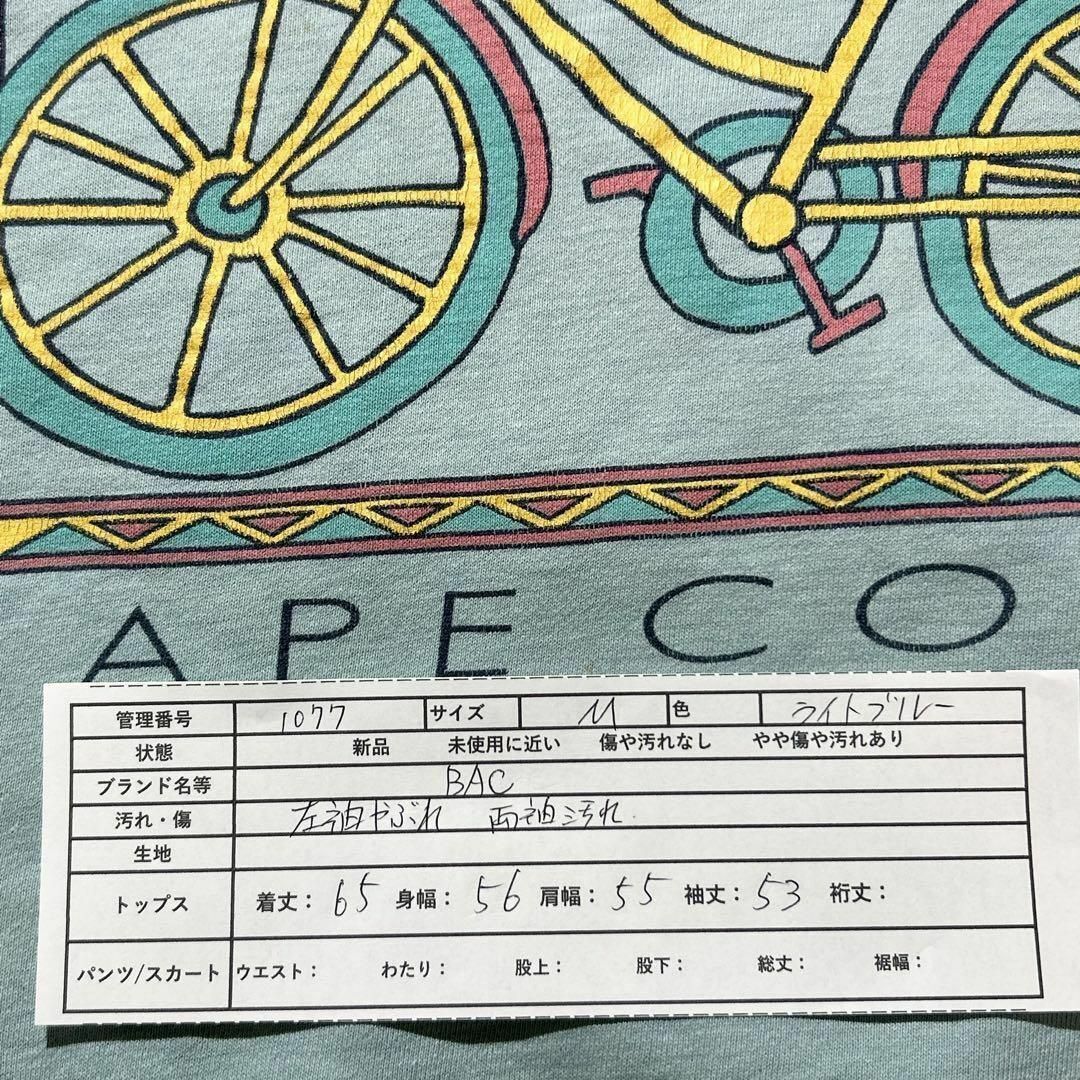 APE CO
管理番号 1077 サイズ M 色 ライトブルー
状態 新品 未使用に近い 傷や汚れなし やや傷や汚れあり
ブランド名等 BAC
汚れ・傷 左袖やぶれ 両袖汚れ
生地
トップス 着丈: 65 身幅: 56 肩幅: 55 袖丈: 53 裄丈:
パンツ/スカート ウエスト: わたり: 股上: 股下: 総丈: 裾幅: